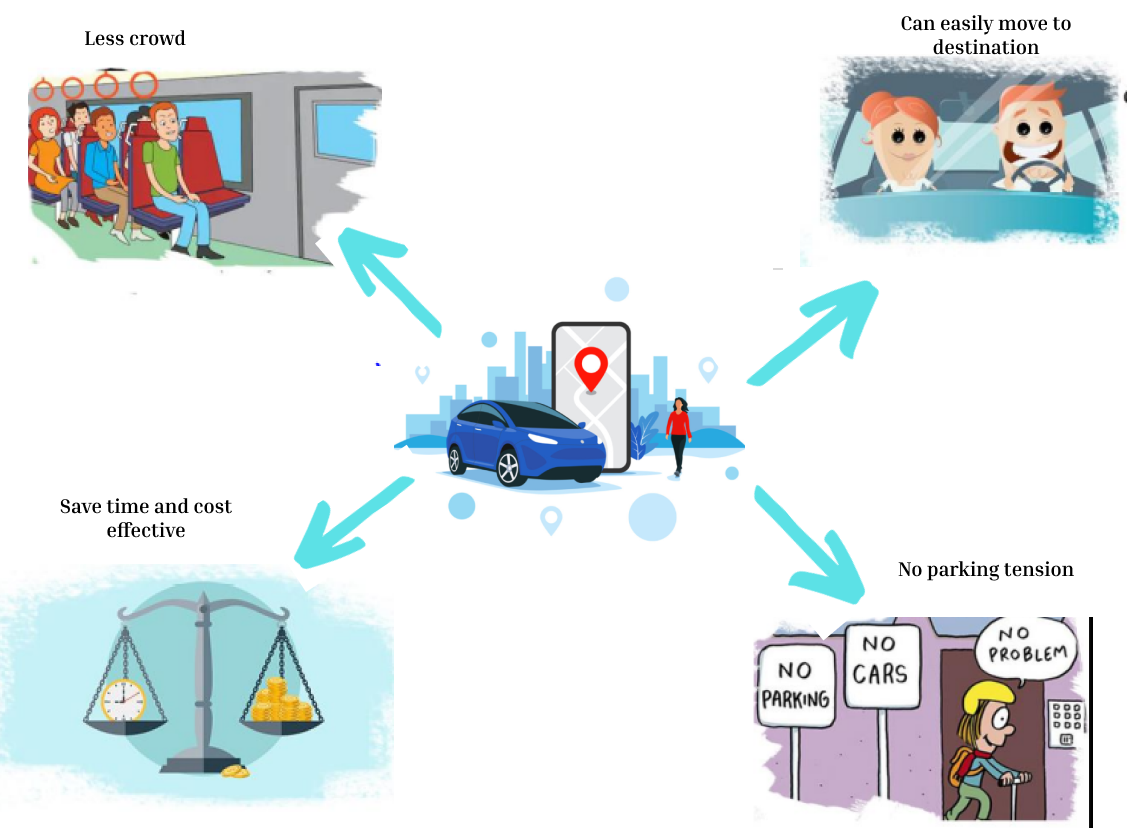 Less crowd
Can easily move to
destination
Save time and cost
effective
No parking tension
NO
PARKING
NO
CARS
NO
PROBLEM